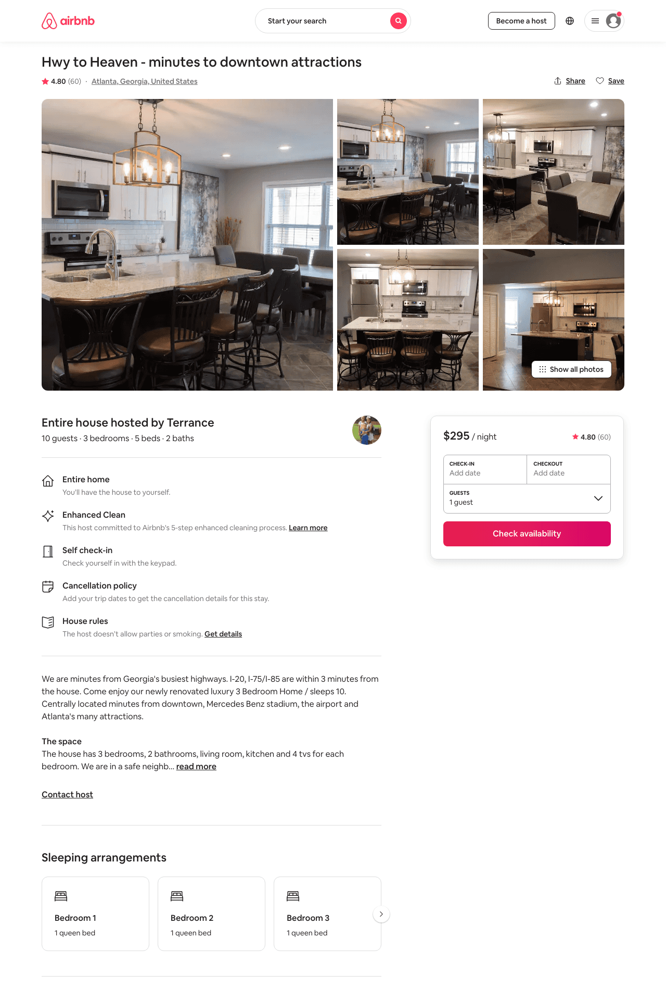 airbnb
Start your search
Become a host
Hwy to Heaven - minutes to downtown attractions
4.80 (60) · Atlanta, Georgia, United States
Share
Save
Show all photos
Entire house hosted by Terrance
10 guests · 3 bedrooms · 5 beds · 2 baths
Entire home
You'll have the house to yourself.
Enhanced Clean
This host committed to Airbnb's 5-step enhanced cleaning process. Learn more
Self check-in
Check yourself in with the keypad.
Cancellation policy
Add your trip dates to get the cancellation details for this stay.
House rules
The host doesn't allow parties or smoking. Get details
We are minutes from Georgia's busiest highways. I-20, I-75/I-85 are within 3 minutes from
the house. Come enjoy our newly renovated luxury 3 Bedroom Home / sleeps 10.
Centrally located minutes from downtown, Mercedes Benz stadium, the airport and
Atlanta's many attractions.
The space
The house has 3 bedrooms, 2 bathrooms, living room, kitchen and 4 tvs for each
bedroom. We are in a safe neighb... read more
Contact host
Sleeping arrangements
Bedroom 1
1 queen bed
Bedroom 2
1 queen bed
Bedroom 3
1 queen bed
$295 / night
4.80 (60)
CHECK-IN
Add date
CHECKOUT
Add date
GUESTS
1 guest
Check availability